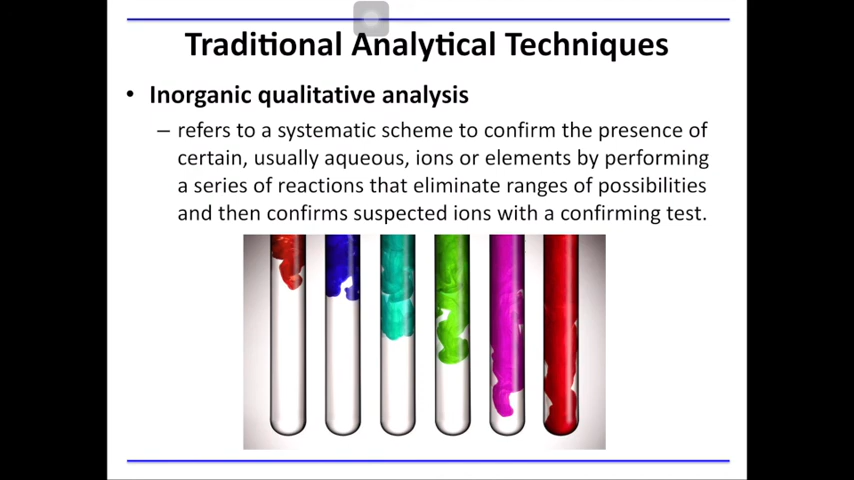 Traditional Analytical Techniques
• Inorganic qualitative analysis
– refers to a systematic scheme to confirm the presence of
certain, usually aqueous, ions or elements by performing
a series of reactions that eliminate ranges of possibilities
and then confirms suspected ions with a confirming test.